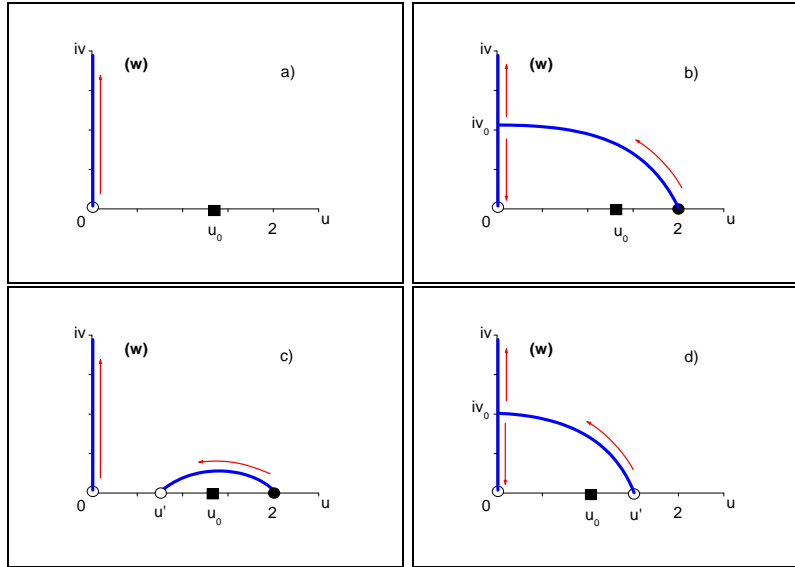 iv
(w)
a)
0
u₀
2
u
iv
(w)
b)
iv₀
0
u₀
2
u
iv
(w)
c)
0
u'
u₀
2
u
iv
(w)
d)
iv₀
0
u₀
u'
2
u